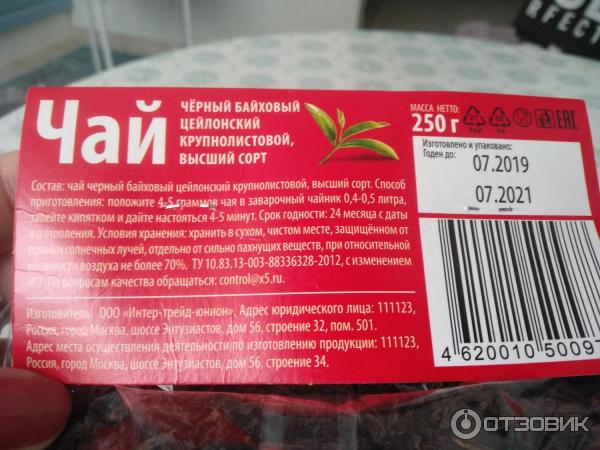 Чай
ЧЁРНЫЙ БАЙХОВЫЙ
ЦЕЙЛОНСКИЙ
КРУПНОЛИСТОВОЙ,
ВЫСШИЙ СОРТ
МАССА НЕТТО:
250 г
PAP
PP
EAC
Изготовлено и упаковано:
Годен до:
07.2019
07.2021
Состав: чай черный байховый цейлонский крупнолистовой, высший сорт. Способ
приготовления: положите 4-5 граммов чая в заварочный чайник 0,4-0,5 литра,
залейте кипятком и дайте настояться 4-5 минут. Срок годности: 24 месяца с даты
изготовления. Условия хранения: хранить в сухом, чистом месте, защищённом от
прямых солнечных лучей, отдельно от сильно пахнущих веществ, при относительной
влажности воздуха не более 70%. ТУ 10.83.13-003-88336328-2012, с изменением
№1. По вопросам качества обращаться: control@x5.ru.
Изготовитель: ООО «Интер-трейд-юнион». Адрес юридического лица: 111123,
Россия, город Москва, шоссе Энтузиастов, дом 56, строение 32, пом. 501.
Адрес места осуществления деятельности по изготовлению продукции: 111123,
Россия, город Москва, шоссе Энтузиастов, дом 56, строение 34.
4 620010 5009
ОТЗОВИК